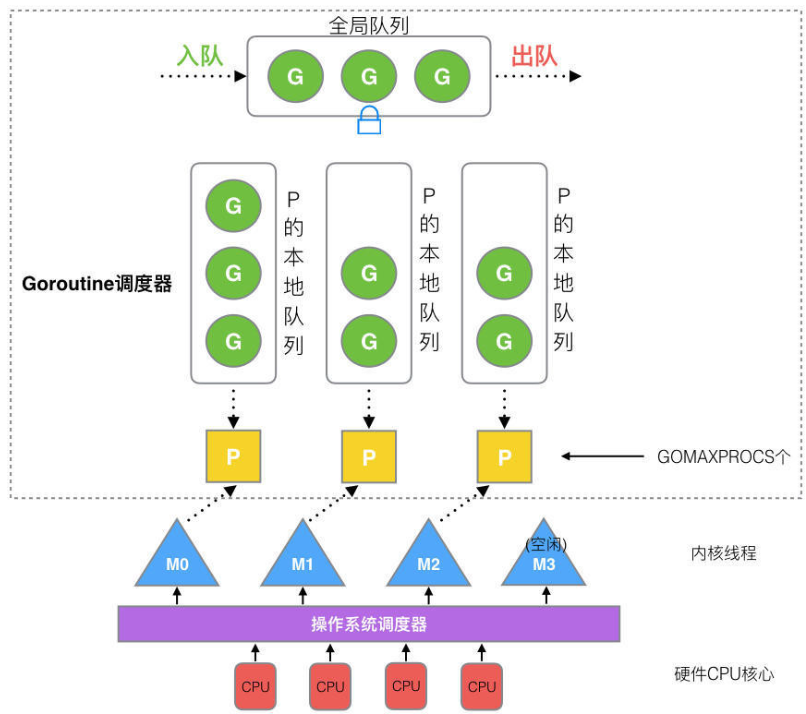 全局队列
入队
出队
G G G
G
G G G
G G G
P的本地队列
P的本地队列
P的本地队列
Goroutine调度器
P P P
GOMAXPROCS个
(空闲)
M0 M1 M2 M3
内核线程
操作系统调度器
CPU CPU CPU CPU
硬件CPU核心